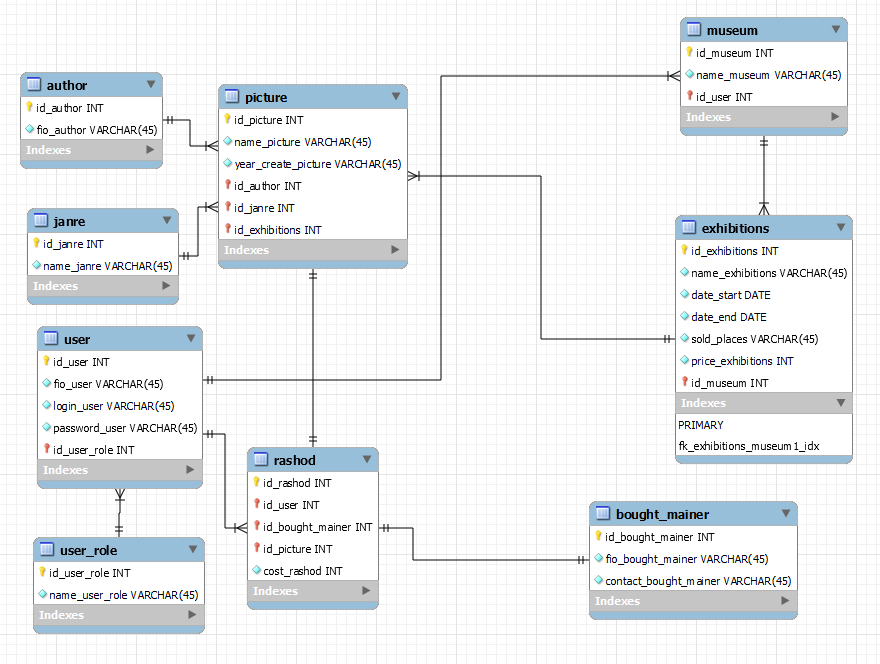 author
id_author INT
fio_author VARCHAR(45)
Indexes
picture
id_picture INT
name_picture VARCHAR(45)
year_create_picture VARCHAR(45)
id_author INT
id_janre INT
id_exhibitions INT
Indexes
museum
id_museum INT
name_museum VARCHAR(45)
id_user INT
Indexes
janre
id_janre INT
name_janre VARCHAR(45)
Indexes
exhibitions
id_exhibitions INT
name_exhibitions VARCHAR(45)
date_start DATE
date_end DATE
sold_places VARCHAR(45)
price_exhibitions INT
id_museum INT
Indexes
PRIMARY
fk_exhibitions_museum1_idx
user
id_user INT
fio_user VARCHAR(45)
login_user VARCHAR(45)
password_user VARCHAR(45)
id_user_role INT
Indexes
rashod
id_rashod INT
id_user INT
id_bought_mainer INT
id_picture INT
cost_rashod INT
Indexes
bought_mainer
id_bought_mainer INT
fio_bought_mainer VARCHAR(45)
contact_bought_mainer VARCHAR(45)
Indexes
user_role
id_user_role INT
name_user_role VARCHAR(45)
Indexes